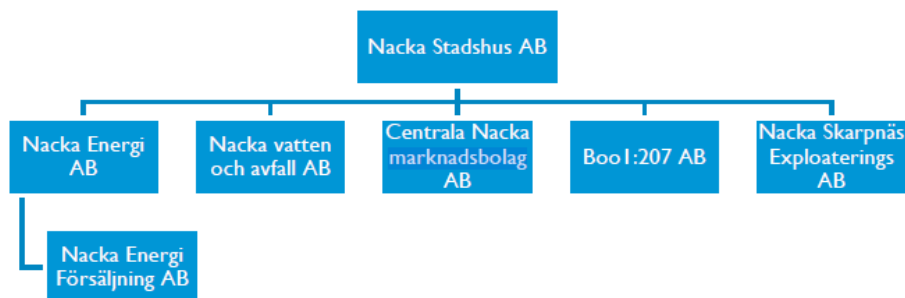 Nacka Stadshus AB
Nacka Energi
AB
Nacka vatten
och avfall AB
Centrala Nacka
marknadsbolag
AB
Boo1:207 AB
Nacka Skarpnäs
Exploaterings
AB
Nacka Energi
Försäljning AB